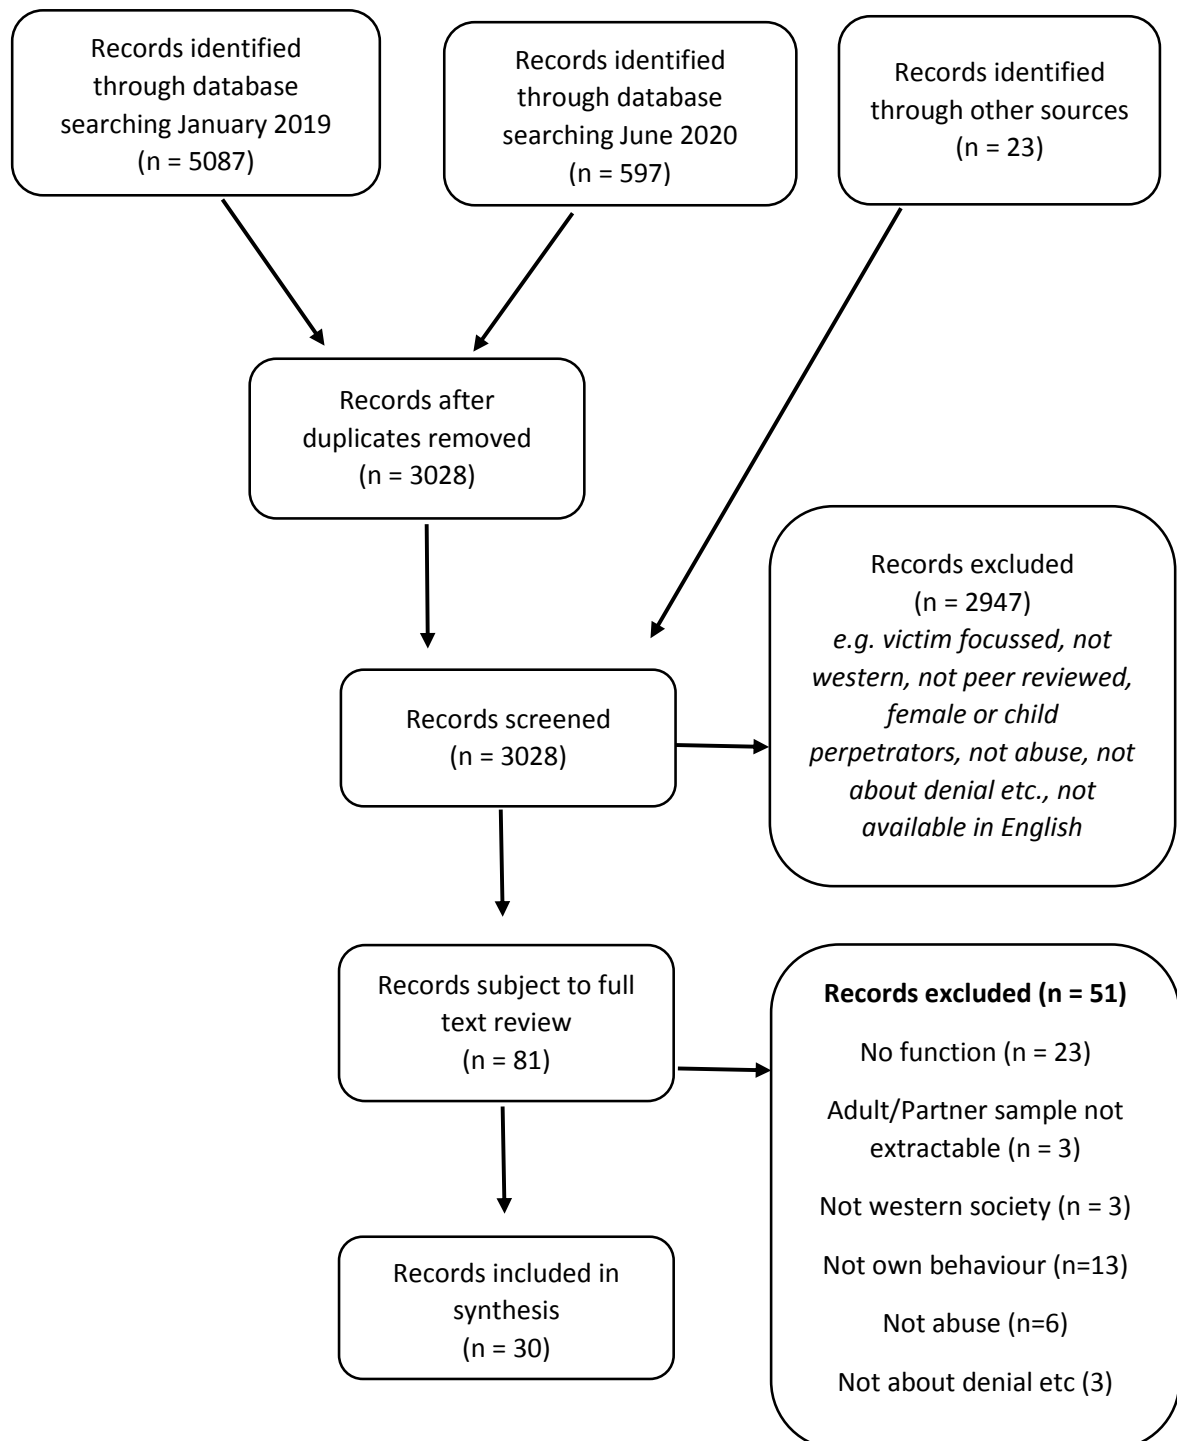 Records identified
through database
searching January 2019
(n = 5087)
Records identified
through database
searching June 2020
(n = 597)
Records identified
through other sources
(n = 23)
Records after
duplicates removed
(n = 3028)
Records excluded
(n = 2947)
e.g. victim focussed, not
western, not peer reviewed,
female or child
perpetrators, not abuse, not
about denial etc., not
available in English
Records screened
(n = 3028)
Records subject to full
text review
(n = 81)
Records excluded (n = 51)
No function (n = 23)
Adult/Partner sample not
extractable (n = 3)
Not western society (n = 3)
Not own behaviour (n=13)
Not abuse (n=6)
Not about denial etc (3)
Records included in
synthesis
(n = 30)